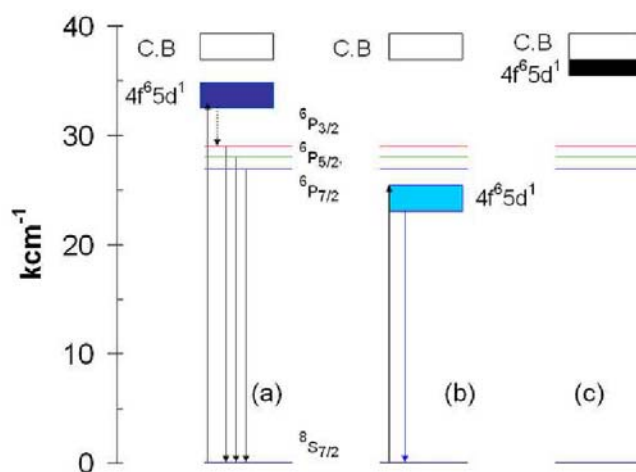 40
30
20
10
0
kcm⁻¹
C.B
4f⁶5d¹
⁶P₃/₂
⁶P₅/₂,
⁶P₇/₂
⁸S₇/₂
(a)
C.B
4f⁶5d¹
(b)
C.B
4f⁶5d¹
(c)